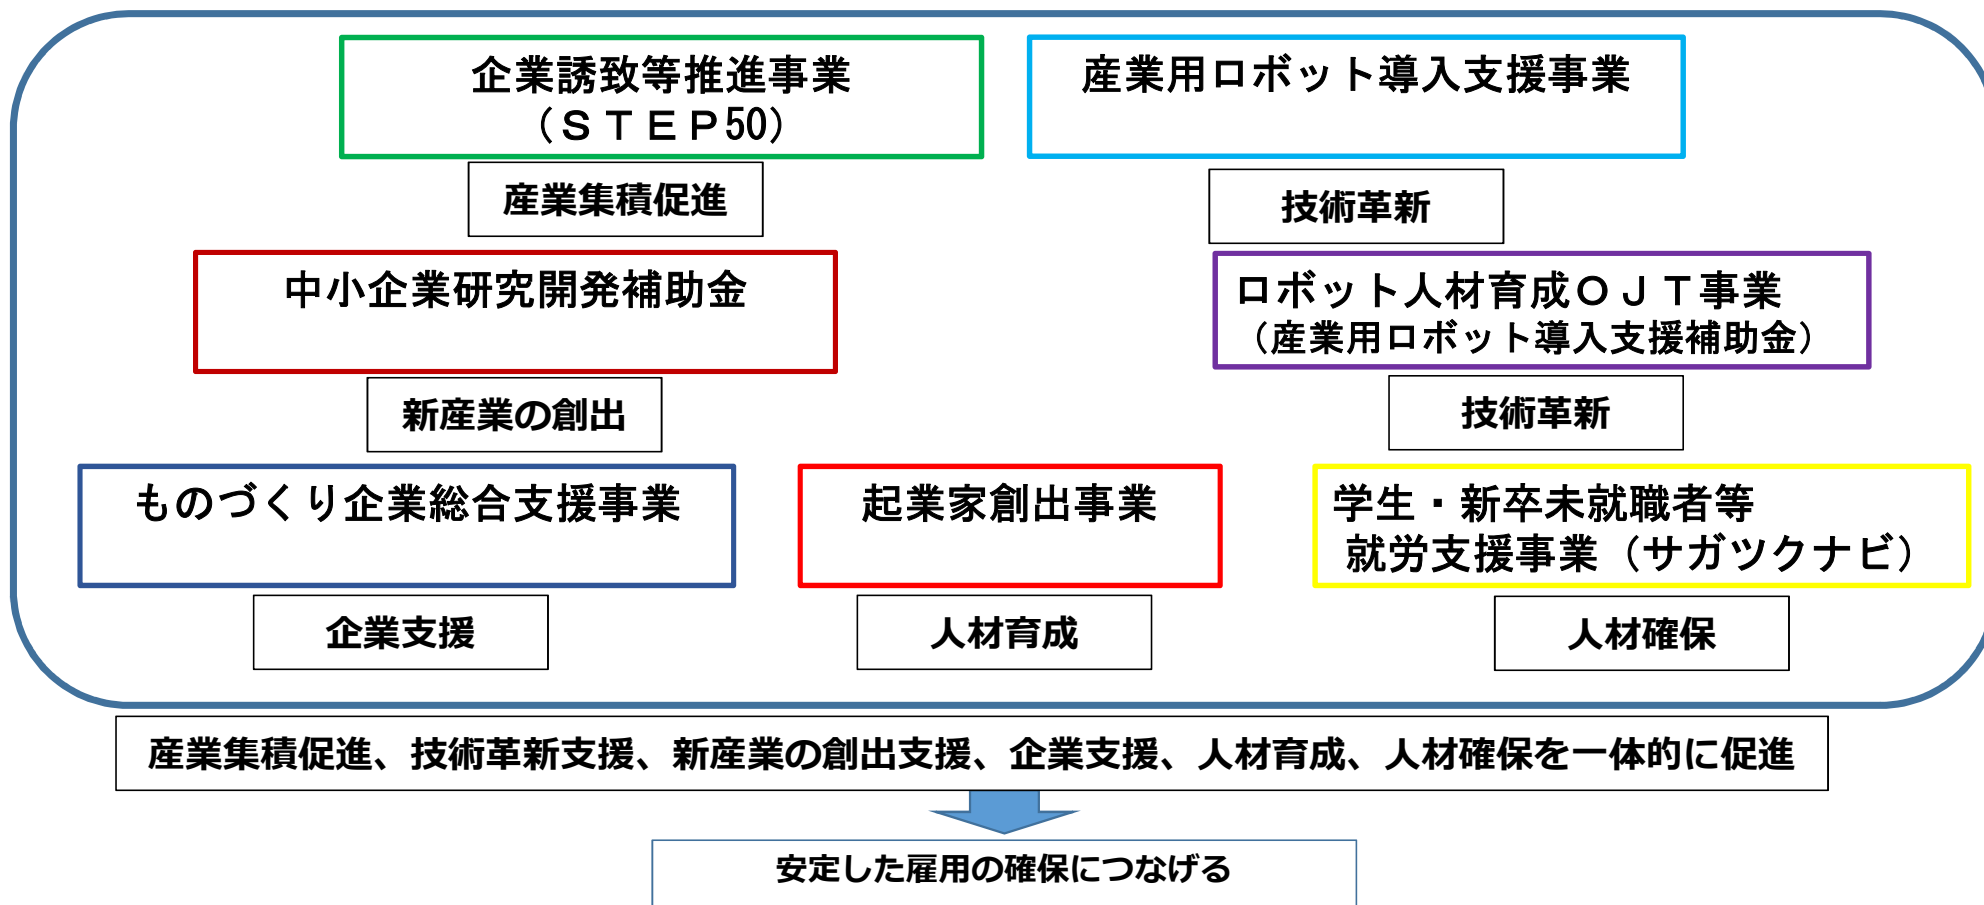 企業誘致等推進事業
（ＳＴＥＰ50）
産業用ロボット導入支援事業
産業集積促進
技術革新
中小企業研究開発補助金
ロボット人材育成ＯＪＴ事業
（産業用ロボット導入支援補助金）
新産業の創出
技術革新
ものづくり企業総合支援事業
起業家創出事業
学生・新卒未就職者等
就労支援事業（サガツクナビ）
企業支援
人材育成
人材確保
産業集積促進、技術革新支援、新産業の創出支援、企業支援、人材育成、人材確保を一体的に促進
安定した雇用の確保につなげる